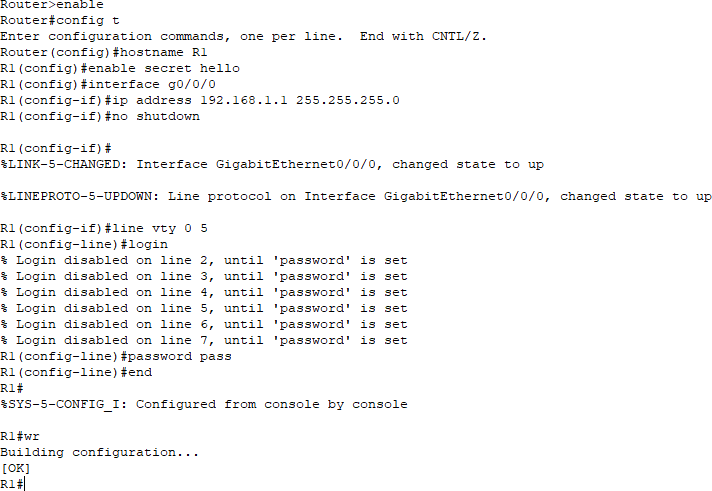 Router>enable
Router#config t
Enter configuration commands, one per line.  End with CNTL/Z.
Router(config)#hostname R1
R1(config)#enable secret hello
R1(config)#interface g0/0/0
R1(config-if)#ip address 192.168.1.1 255.255.255.0
R1(config-if)#no shutdown
R1(config-if)#
%LINK-5-CHANGED: Interface GigabitEthernet0/0/0, changed state to up
%LINEPROTO-5-UPDOWN: Line protocol on Interface GigabitEthernet0/0/0, changed state to up
R1(config-if)#line vty 0 5
R1(config-line)#login
% Login disabled on line 2, until 'password' is set
% Login disabled on line 3, until 'password' is set
% Login disabled on line 4, until 'password' is set
% Login disabled on line 5, until 'password' is set
% Login disabled on line 6, until 'password' is set
% Login disabled on line 7, until 'password' is set
R1(config-line)#password pass
R1(config-line)#end
R1#
%SYS-5-CONFIG_I: Configured from console by console
R1#wr
Building configuration...
[OK]
R1#